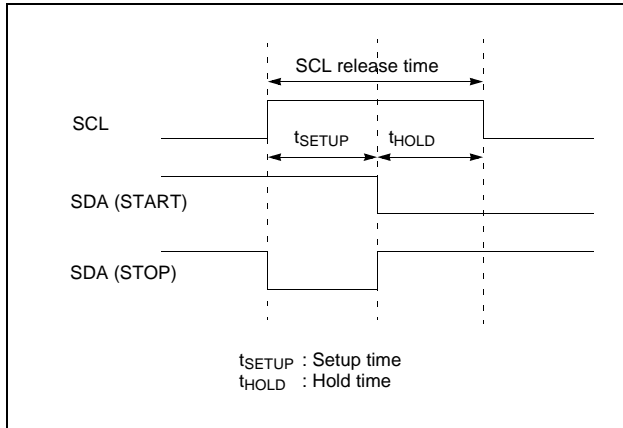 SCL release time
SCL
tSETUP tHOLD
SDA (START)
SDA (STOP)
tSETUP : Setup time
tHOLD : Hold time